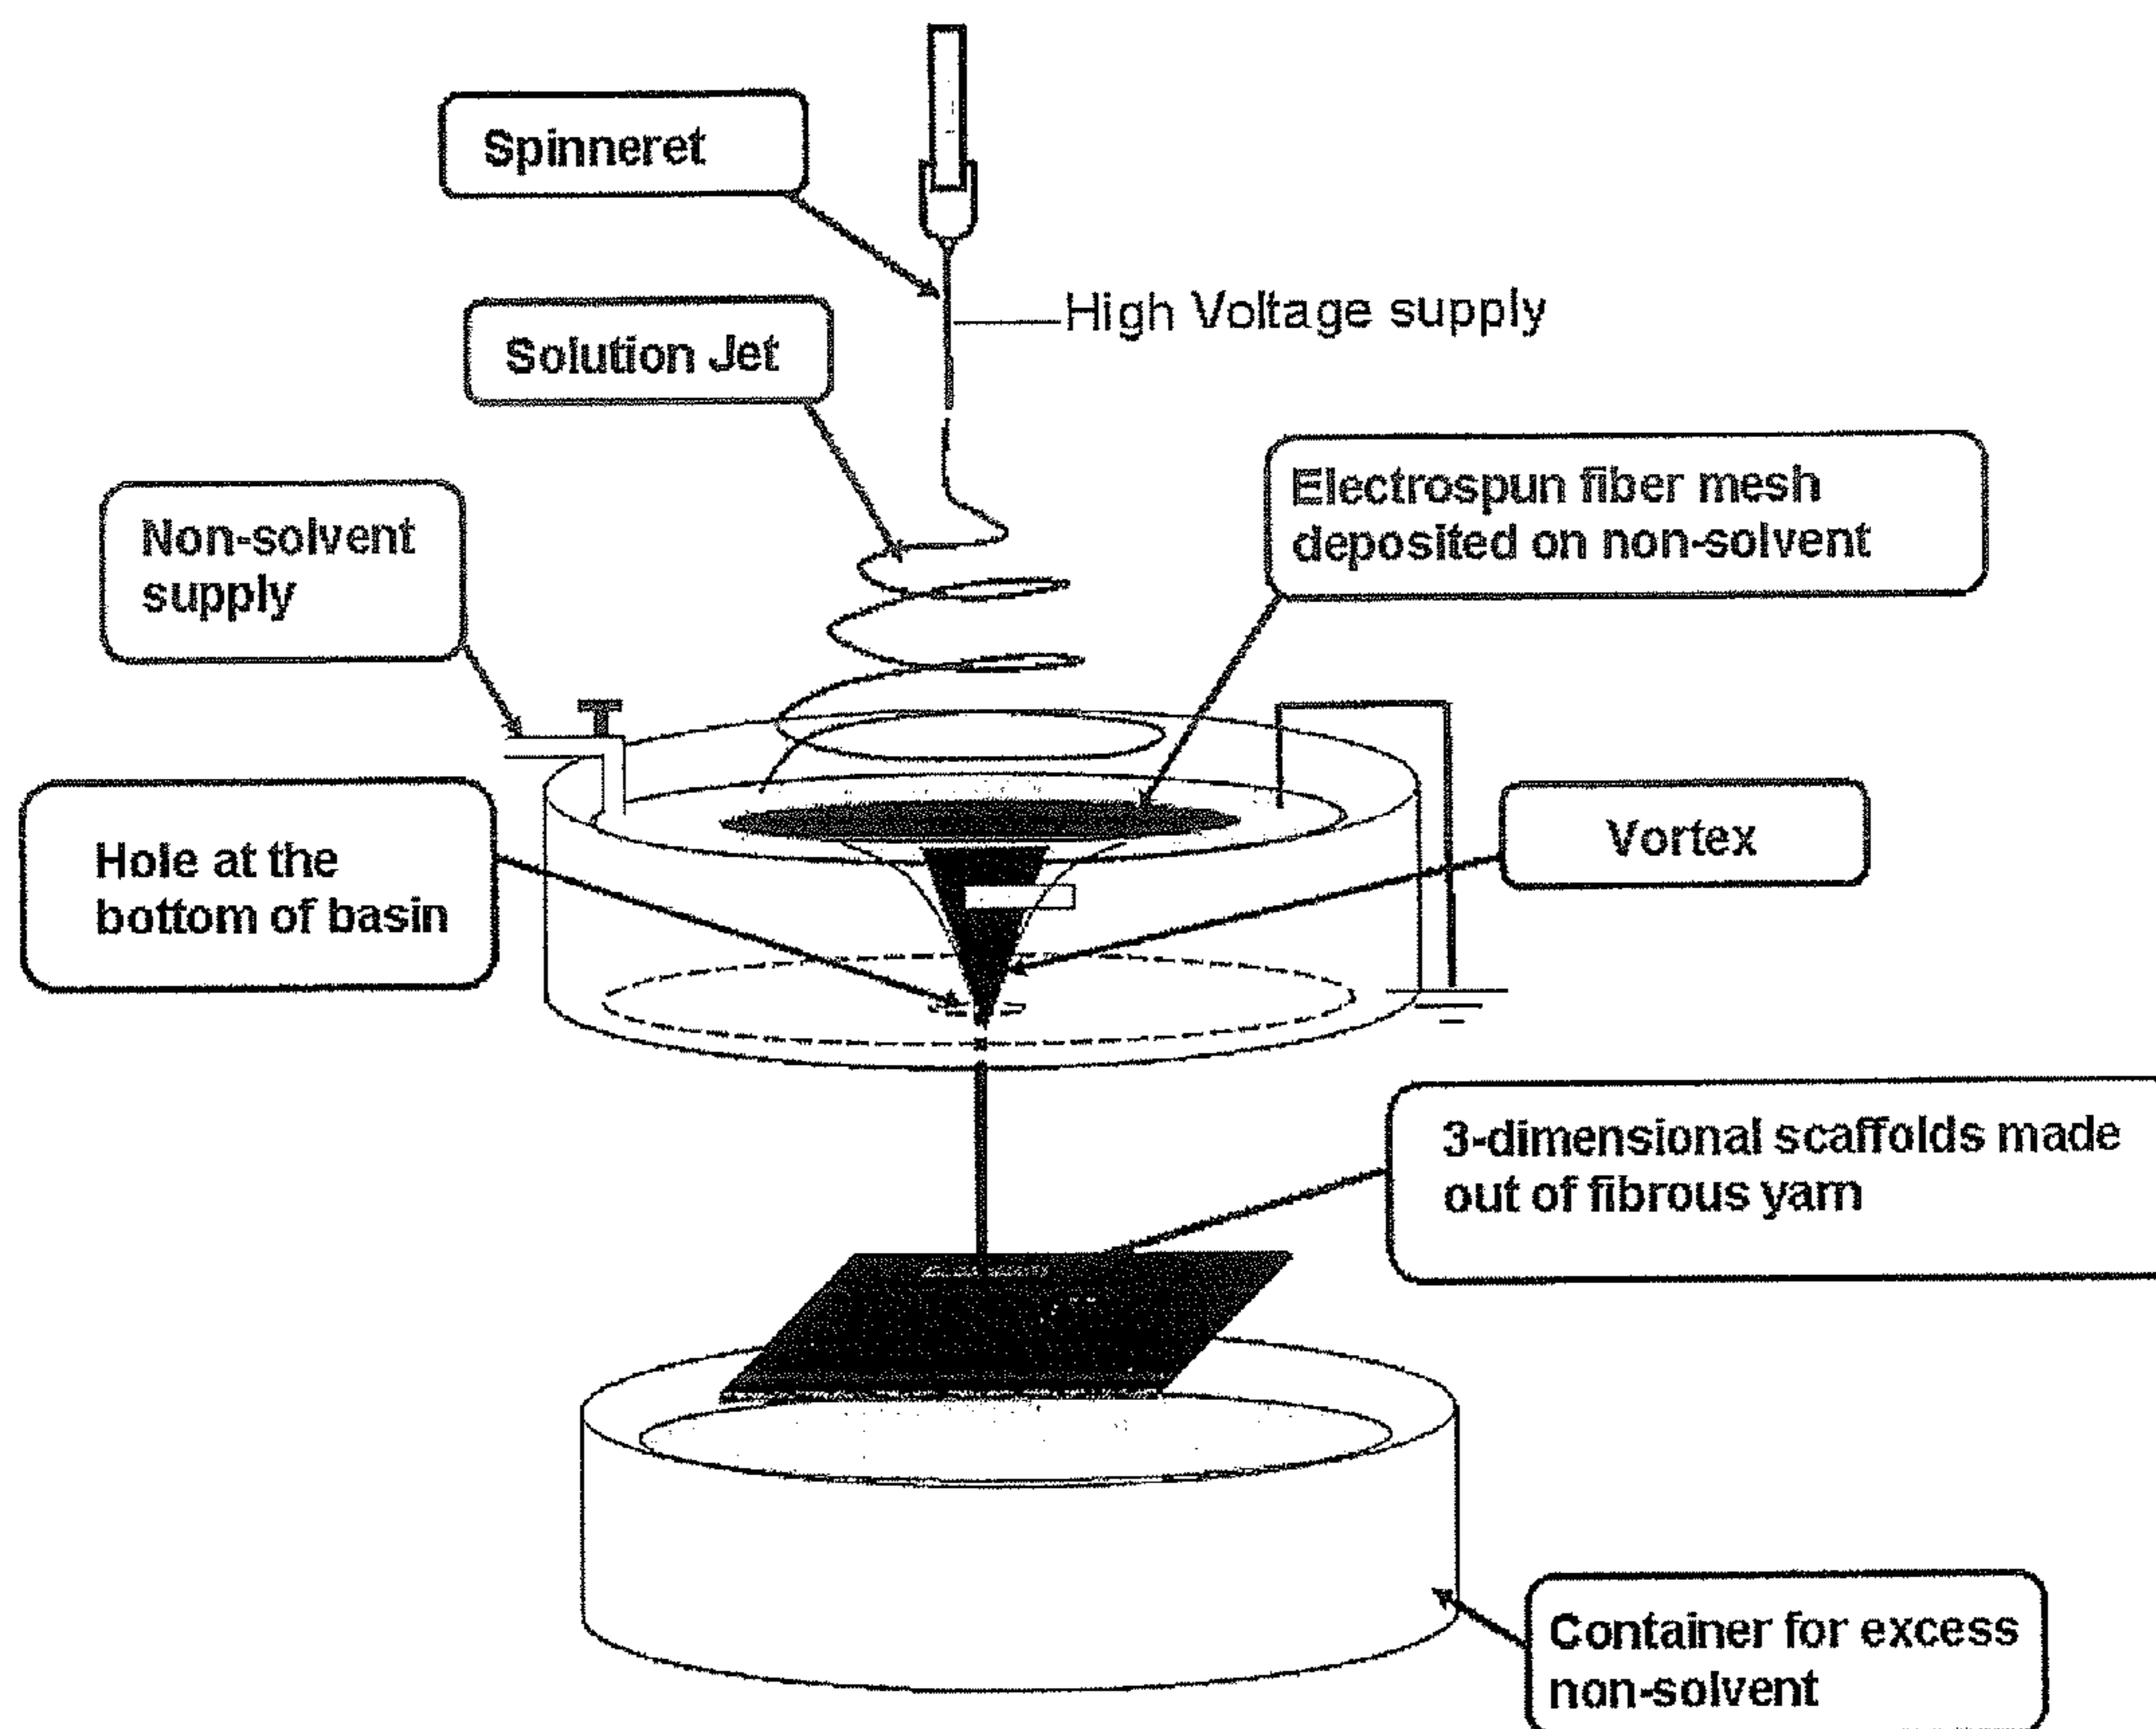 Spinneret
High Voltage supply
Solution Jet
Electrospun fiber mesh
deposited on non-solvent
Non-solvent
supply
Hole at the
bottom of basin
Vortex
3-dimensional scaffolds made
out of fibrous yarn
Container for excess
non-solvent